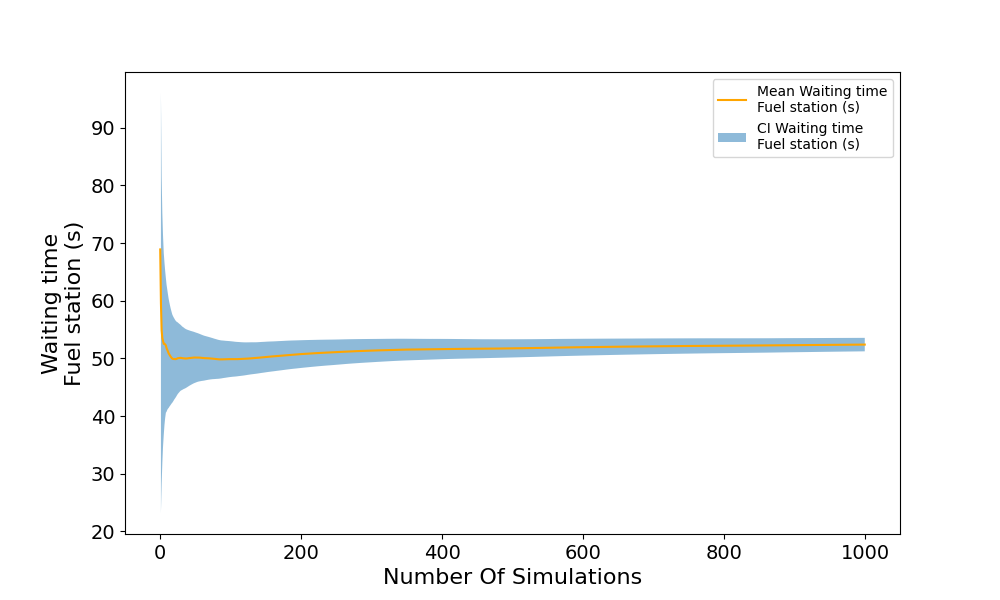 Mean Waiting time
Fuel station (s)
CI Waiting time
Fuel station (s)
90
80
70
60
50
40
30
20
Waiting time
Fuel station (s)
0 200 400 600 800 1000
Number Of Simulations